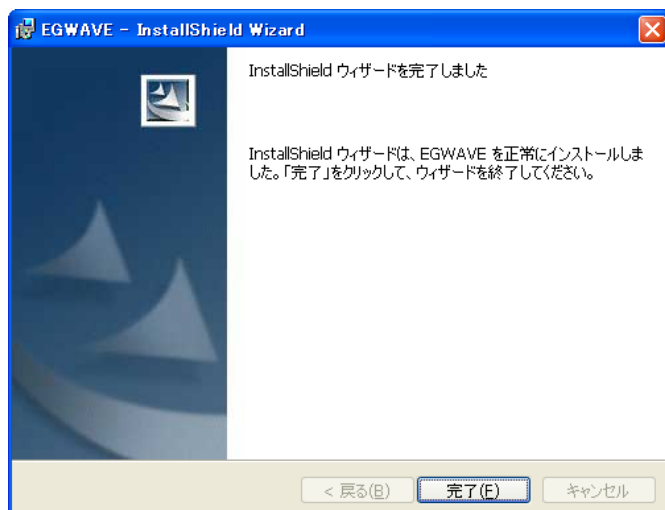 EGWAVE - InstallShield Wizard
InstallShield ウィザードを完了しました
InstallShield ウィザードは、EGWAVE を正常にインストールしま
した。「完了」をクリックして、ウィザードを終了してください。
< 戻る(B)
完了(F)
キャンセル